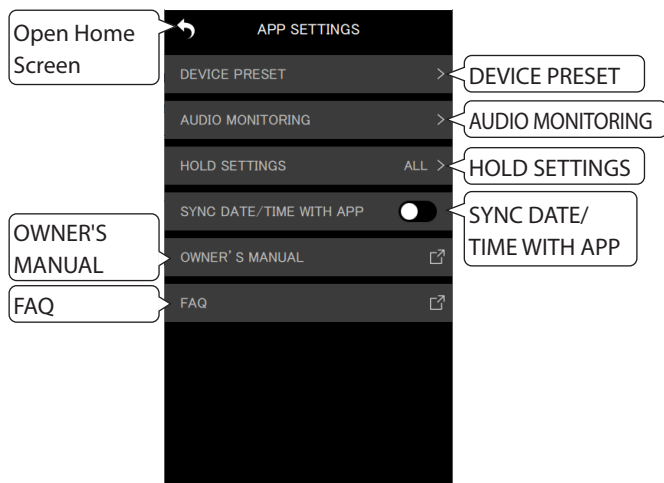 Open Home
Screen
APP SETTINGS
DEVICE PRESET
DEVICE PRESET
AUDIO MONITORING
AUDIO MONITORING
HOLD SETTINGS
ALL
HOLD SETTINGS
SYNC DATE/TIME WITH APP
SYNC DATE/
TIME WITH APP
OWNER'S
MANUAL
OWNER’S MANUAL
FAQ
FAQ